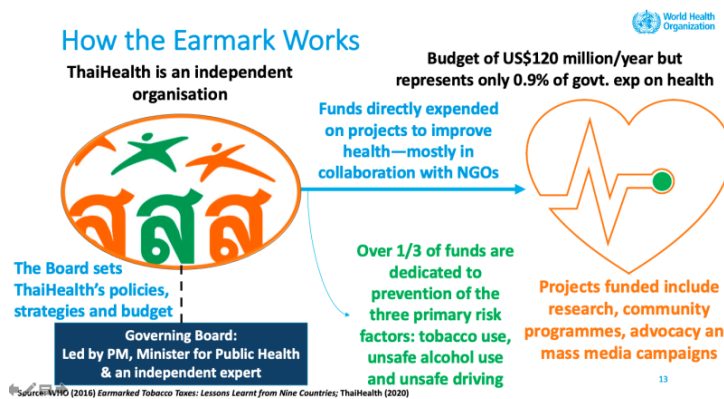 World Health
Organization
How the Earmark Works
ThaiHealth is an independent
organisation
Budget of US$120 million/year but
represents only 0.9% of govt. exp on health
Funds directly expended
on projects to improve
health—mostly in
collaboration with NGOs
ส ส ส
The Board sets
ThaiHealth's policies,
strategies and budget
Governing Board:
Led by PM, Minister for Public Health
& an independent expert
Over 1/3 of funds are
dedicated to
prevention of the
three primary risk
factors: tobacco use,
unsafe alcohol use
and unsafe driving
Projects funded include
research, community
programmes, advocacy an
mass media campaigns
13
Source: WHO (2016) Earmarked Tobacco Taxes: Lessons Learnt from Nine Countries; ThaiHealth (2020)